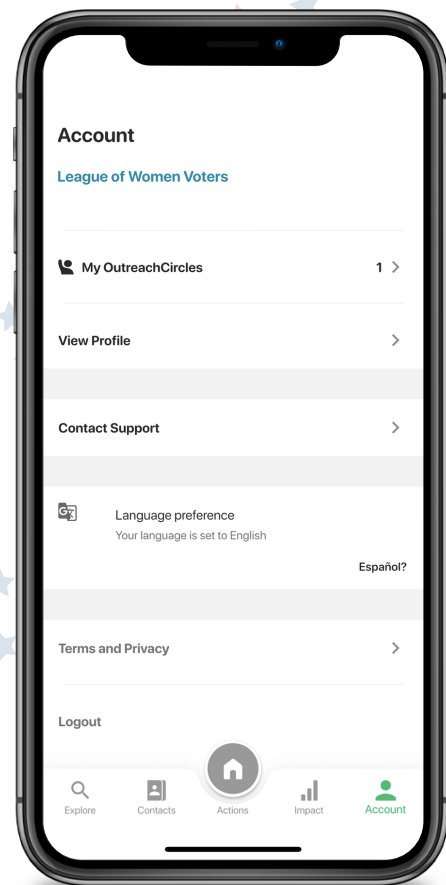 Account
League of Women Voters
My OutreachCircles 1
View Profile
Contact Support
Language preference
Your language is set to English
Español?
Terms and Privacy
Logout
Explore Contacts Actions Impact Account